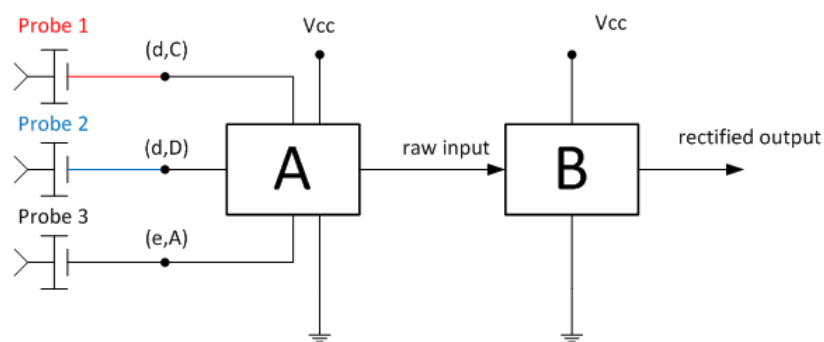 Probe 1
(d,C)
Vcc
Vcc
Probe 2
(d,D)
A
raw input
B
rectified output
Probe 3
(e,A)